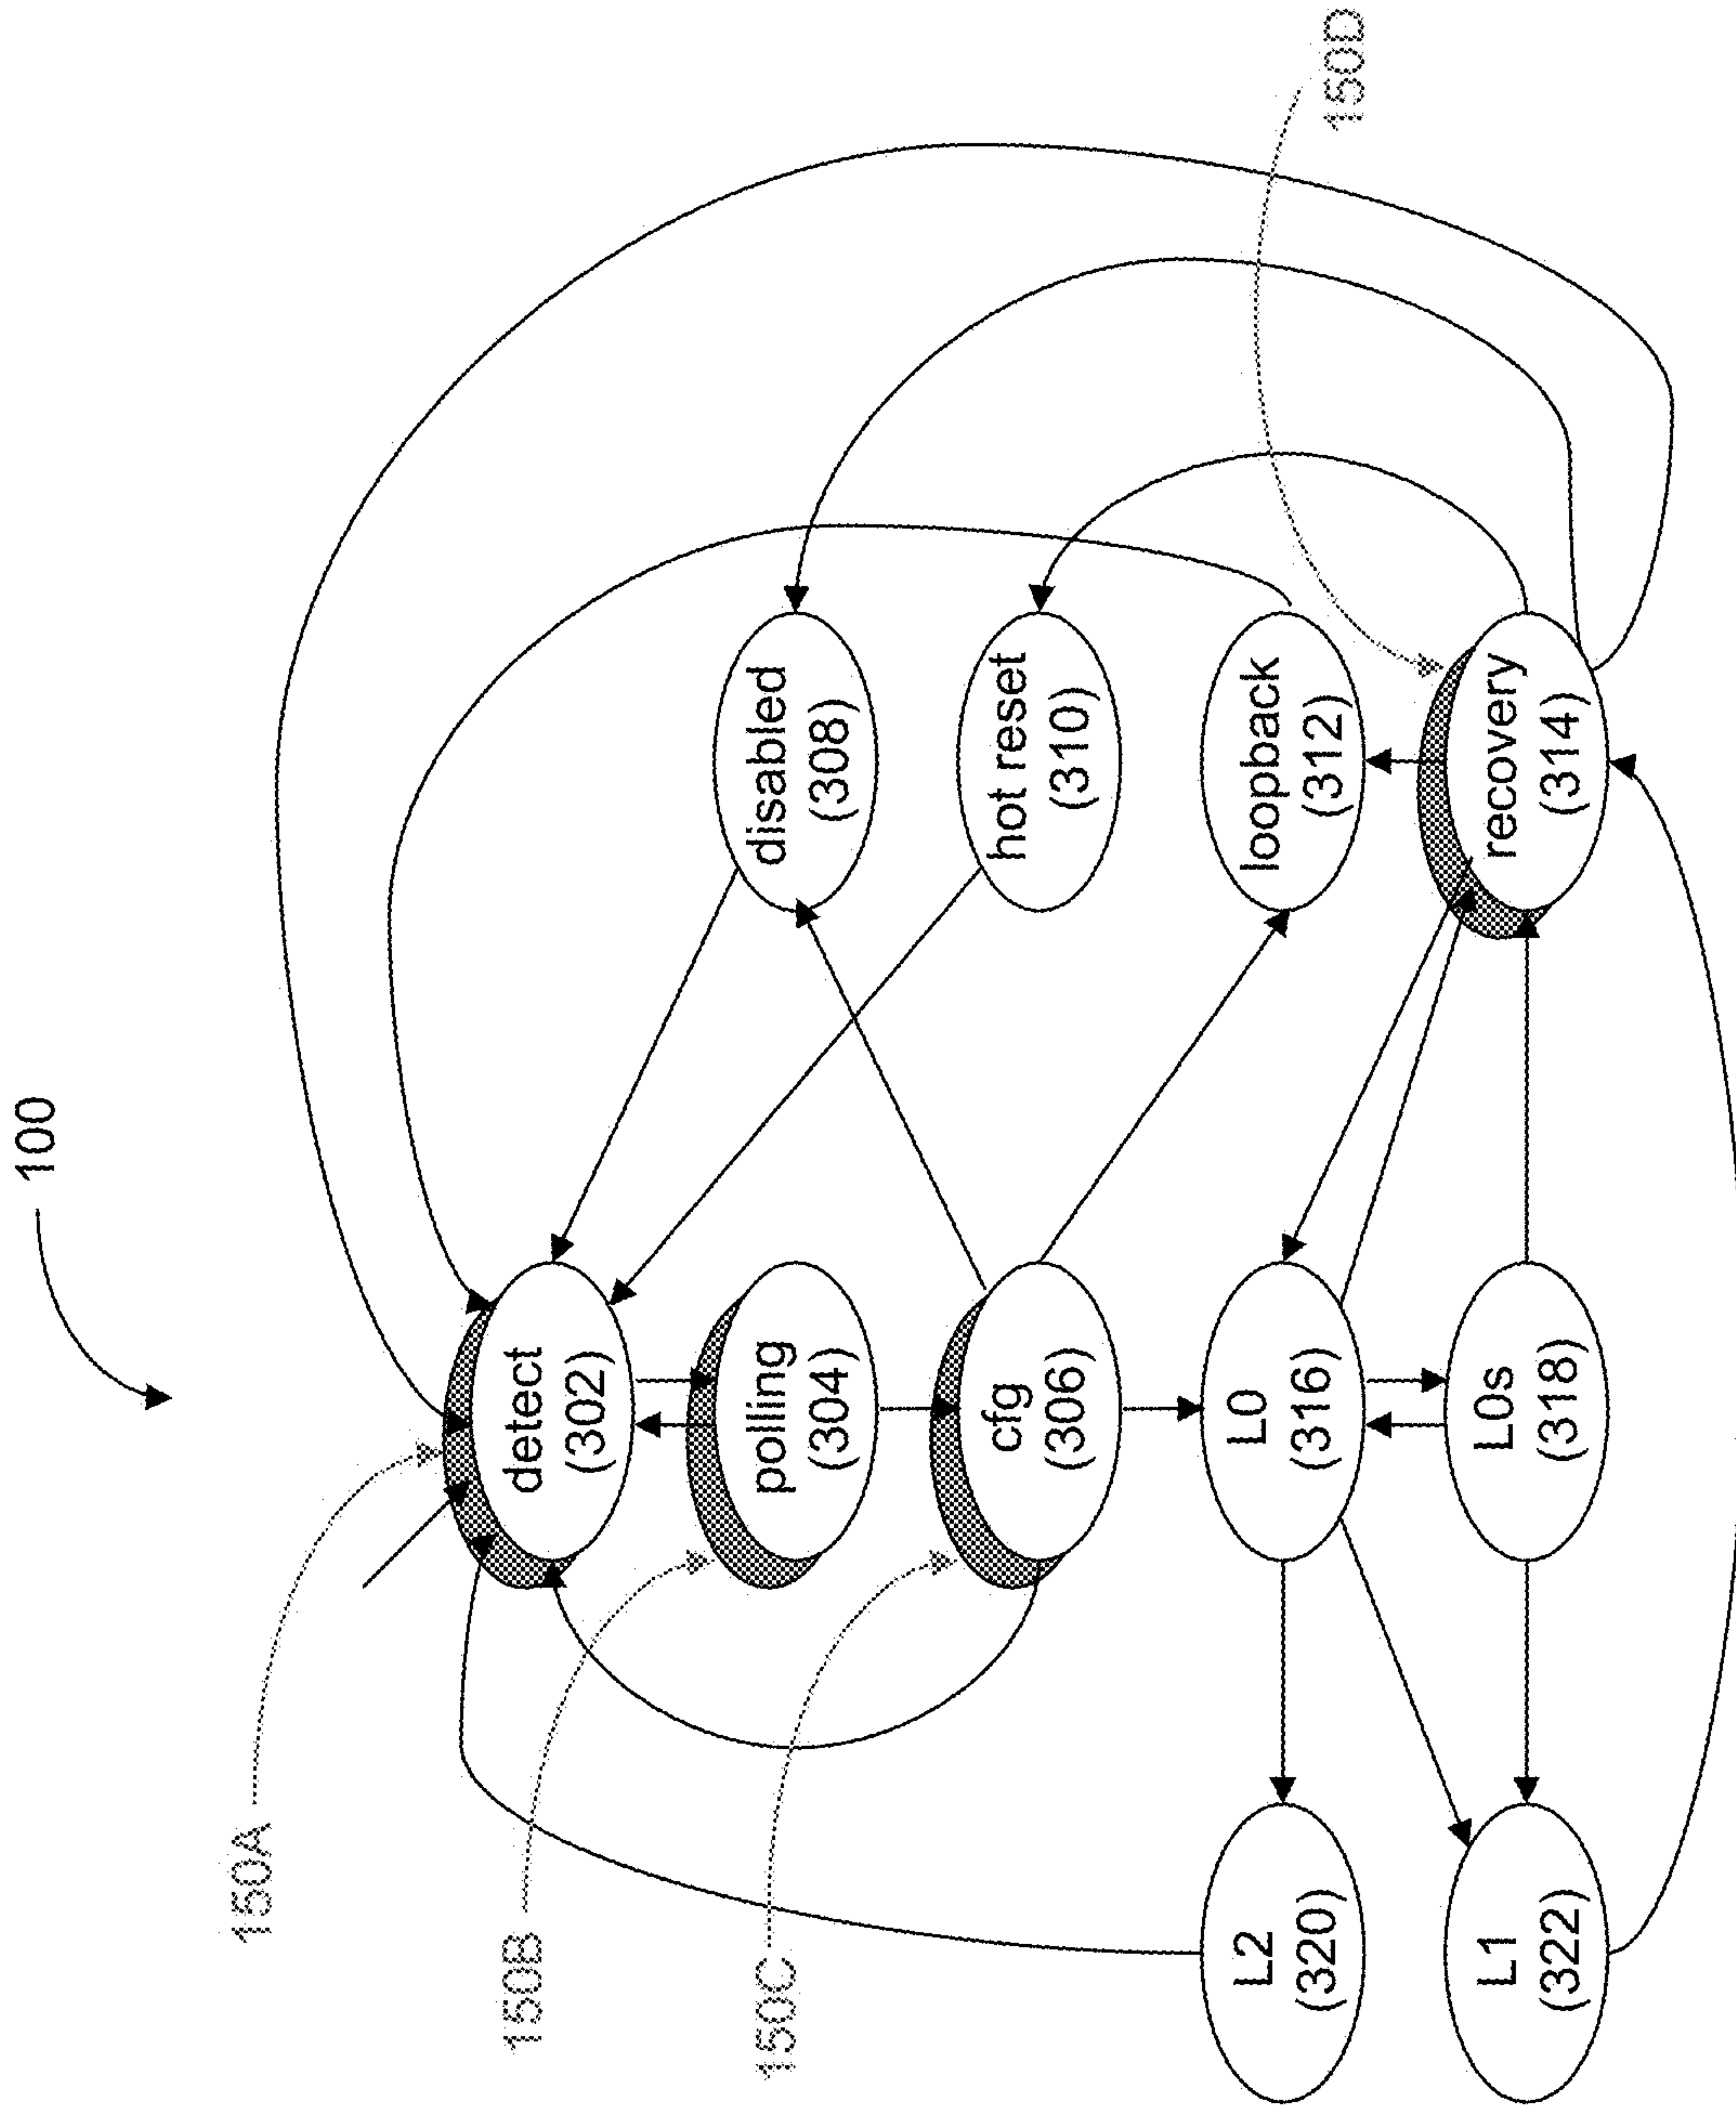 100
150A
detect
(302)
150B
polling
(304)
disabled
(308)
150C
cfg
(306)
hot reset
(310)
L2
(320)
L0
(316)
loopback
(312)
L1
(322)
L0s
(318)
recovery
(314)
150D